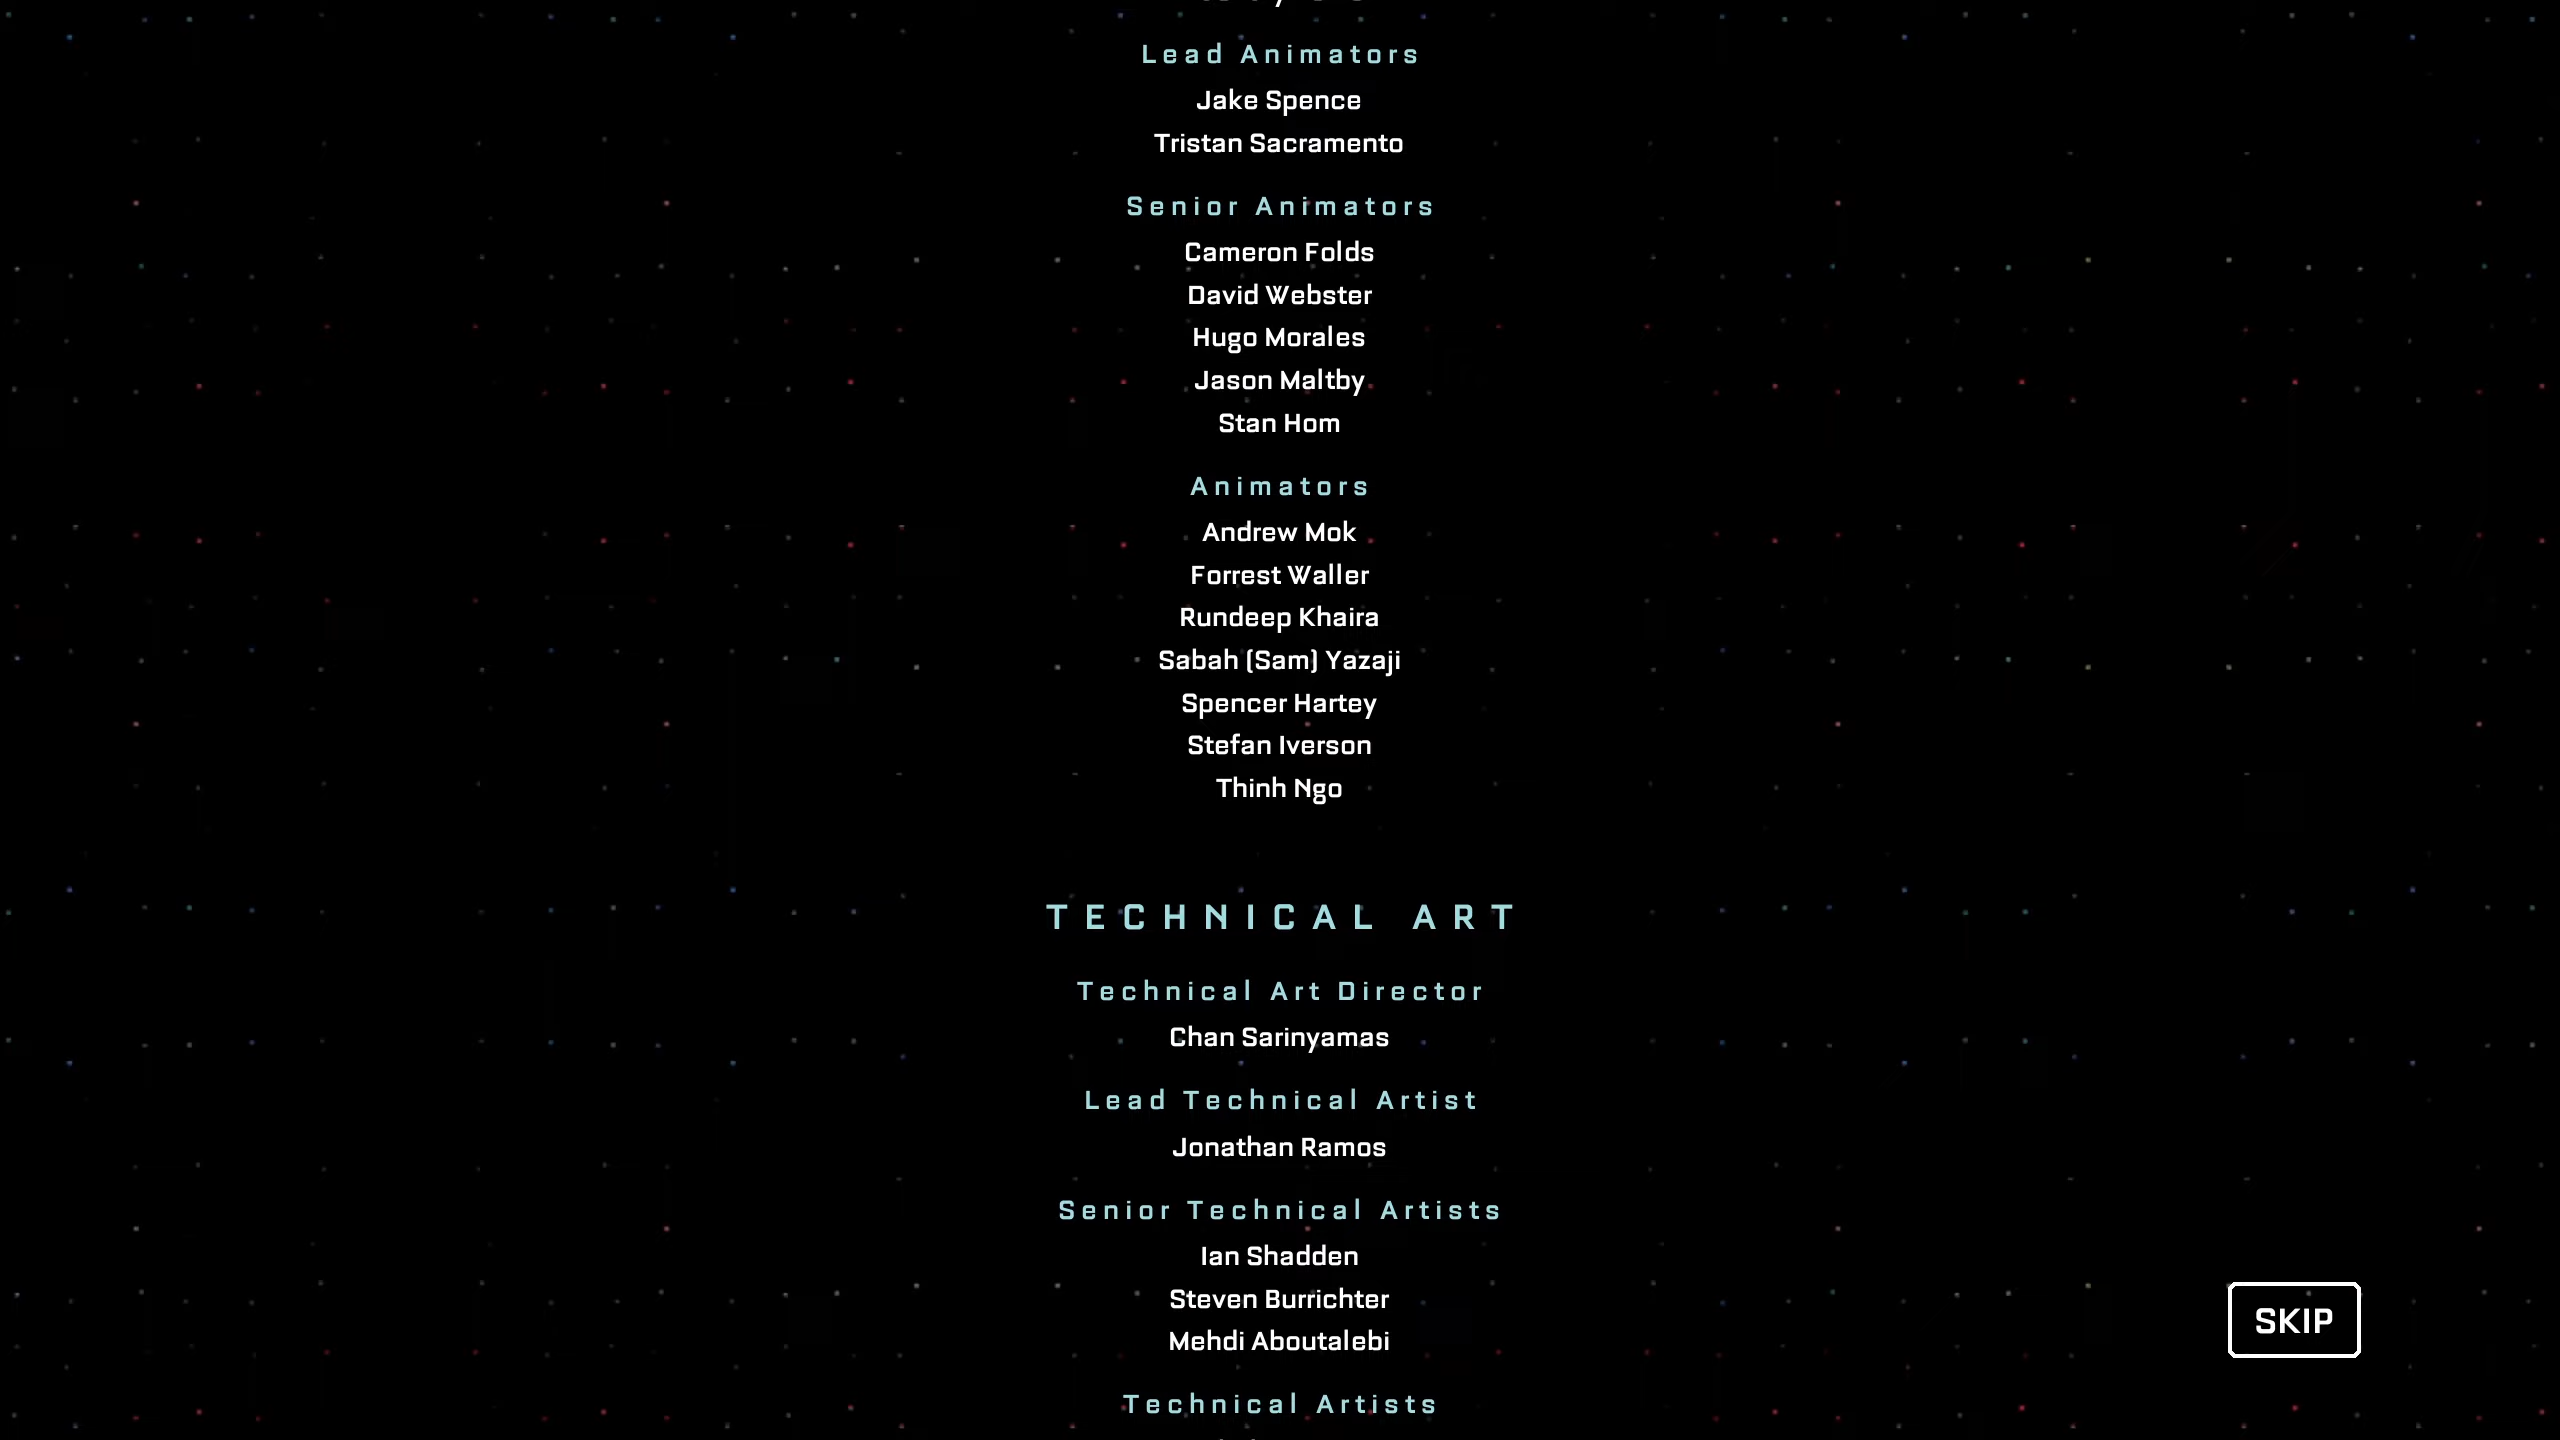 Lead Animators
Jake Spence
Tristan Sacramento
Senior Animators
Cameron Folds
David Webster
Hugo Morales
Jason Maltby
Stan Hom
Animators
Andrew Mok
Forrest Waller
Rundeep Khaira
Sabah (Sam) Yazaji
Spencer Hartey
Stefan Iverson
Thinh Ngo
TECHNICAL ART
Technical Art Director
Chan Sarinyamas
Lead Technical Artist
Jonathan Ramos
Senior Technical Artists
Ian Shadden
Steven Burrichter
Mehdi Aboutalebi
SKIP
Technical Artists